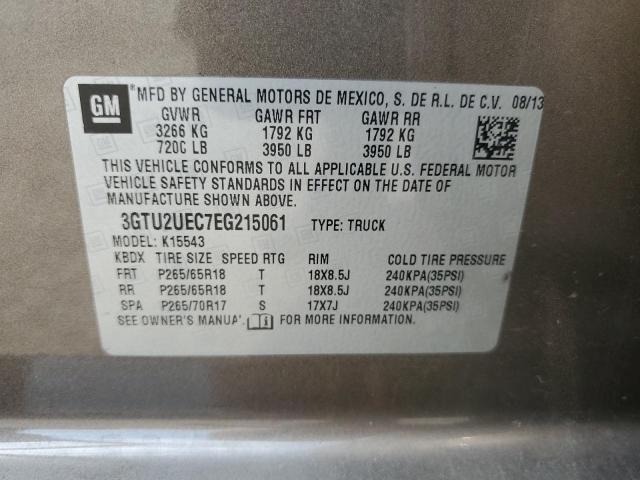 GM
® MFD BY GENERAL MOTORS DE MEXICO, S. DE R.L. DE C.V. 08/13
GVWR GAWR FRT GAWR RR
3266 KG 1792 KG 1792 KG
7200 LB 3950 LB 3950 LB
THIS VEHICLE CONFORMS TO ALL APPLICABLE U.S. FEDERAL MOTOR
VEHICLE SAFETY STANDARDS IN EFFECT ON THE DATE OF
MANUFACTURE SHOWN ABOVE.
3GTU2UEC7EG215061 TYPE: TRUCK
MODEL: K15543
KBDX TIRE SIZE SPEED RTG RIM COLD TIRE PRESSURE
FRT P265/65R18 T 18X8.5J 240KPA(35PSI)
RR P265/65R18 T 18X8.5J 240KPA(35PSI)
SPA P265/70R17 S 17X7J 240KPA(35PSI)
SEE OWNER'S MANUAL FOR MORE INFORMATION.